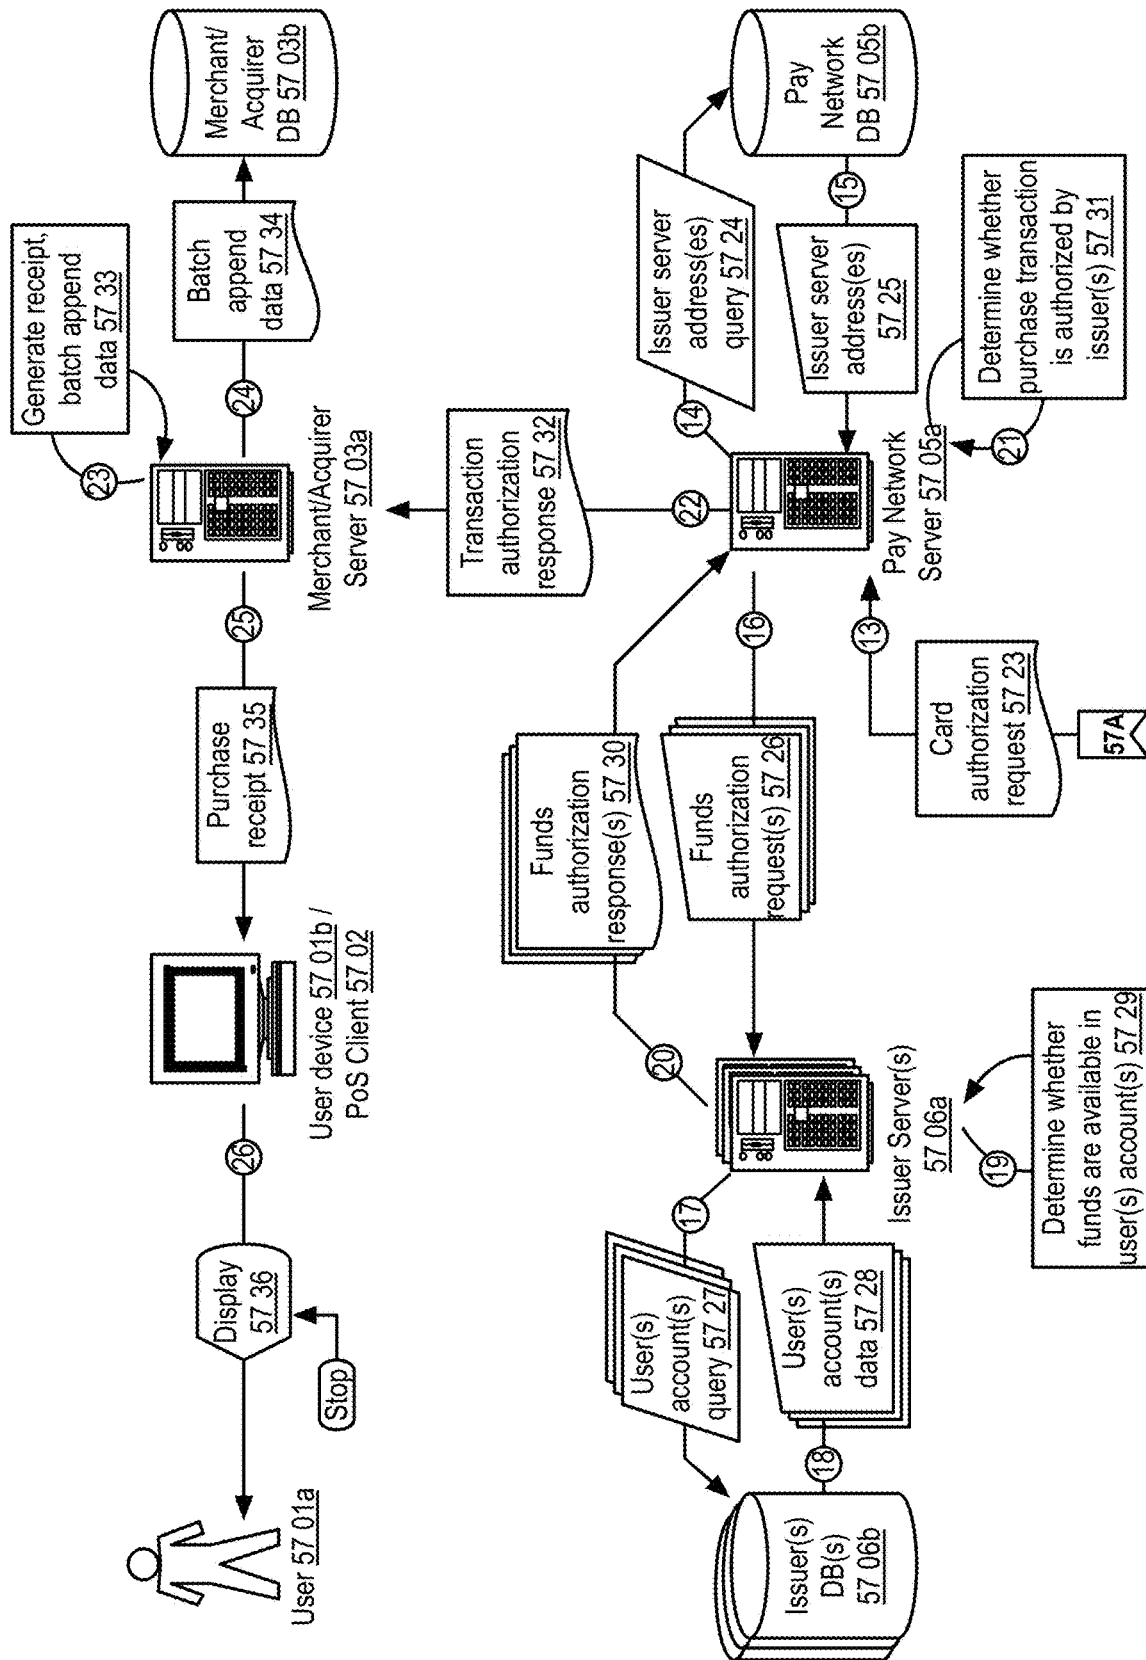 User 57 01a
Display
57 36
Stop
26
User device 57 01b /
PoS Client 57 02
Purchase
receipt 57 35
25
Merchant/Acquirer
Server 57 03a
23
Generate receipt,
batch append
data 57 33
24
Batch
append
data 57 34
Merchant/
Acquirer
DB 57 03b
Transaction
authorization
response 57 32
22
Issuer(s)
DB(s)
57 06b
User(s)
account(s)
query 57 27
17
18
User(s)
account(s)
data 57 28
Issuer Server(s)
57 06a
19
Determine whether
funds are available in
user(s) account(s) 57 29
20
Funds
authorization
response(s) 57 30
Funds
authorization
request(s) 57 26
16
Card
authorization
request 57 23
57A
13
Pay Network
Server 57 05a
14
Issuer server
address(es)
query 57 24
Issuer server
address(es)
57 25
15
Pay
Network
DB 57 05b
21
Determine whether
purchase transaction
is authorized by
issuer(s) 57 31